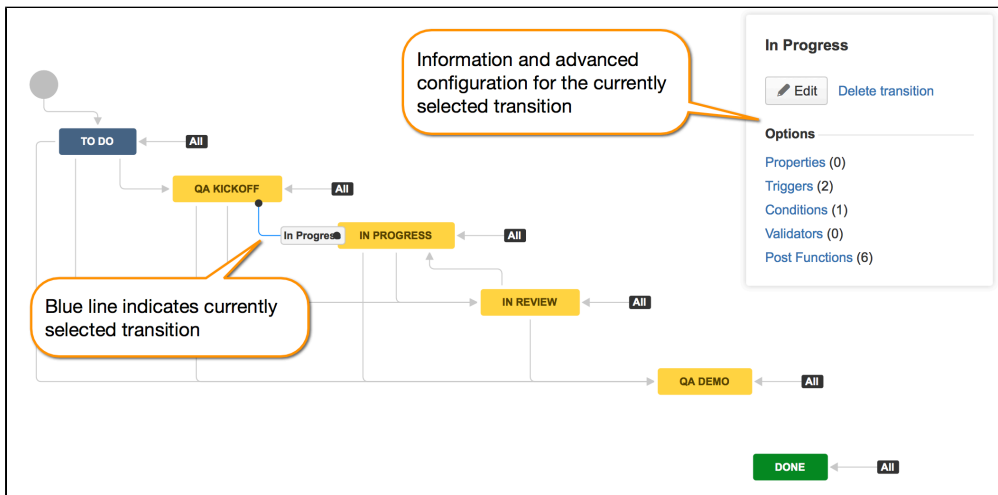 In Progress
Edit Delete transition
Options
Properties (0)
Triggers (2)
Conditions (1)
Validators (0)
Post Functions (6)
Information and advanced
configuration for the currently
selected transition
TO DO
All
QA KICKOFF
All
In Progress
IN PROGRESS
All
Blue line indicates currently
selected transition
IN REVIEW
All
QA DEMO
All
DONE
All